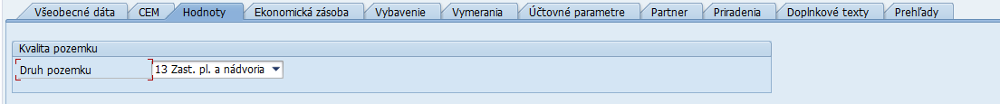 Všeobecné dáta CEM Hodnoty Ekonomická zásoba Vybavenie Vymerania Účtovné parametre Partner Priradenia Doplnkové texty Prehľady
Kvalita pozemku
Druh pozemku 13 Zast. pl. a nádvoria